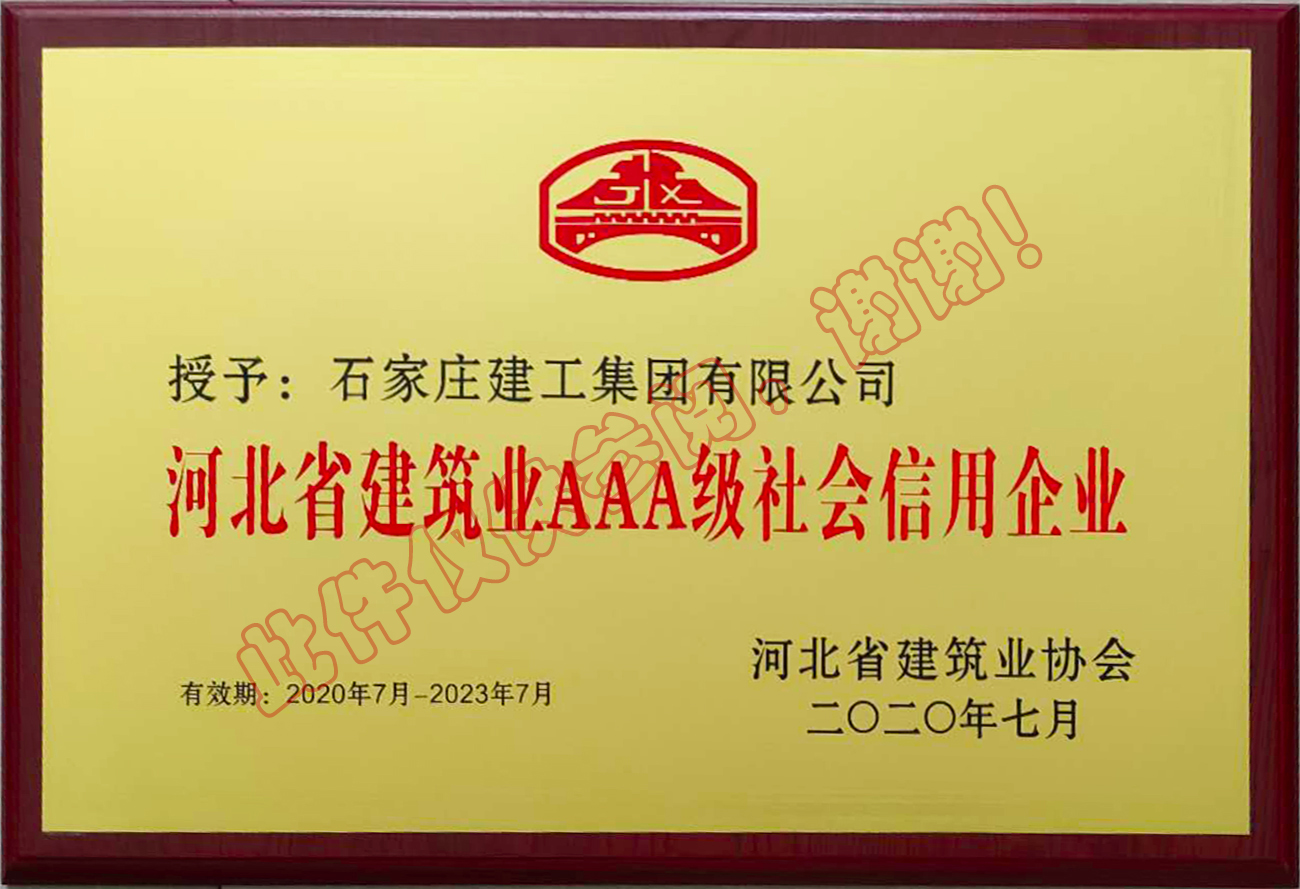 JX
授予：石家庄建工集团有限公司
河北省建筑业AAA级社会信用企业
河北省建筑业协会
有效期：2020年7月-2023年7月
二〇二〇年七月
此件仅供参阅，谢谢！